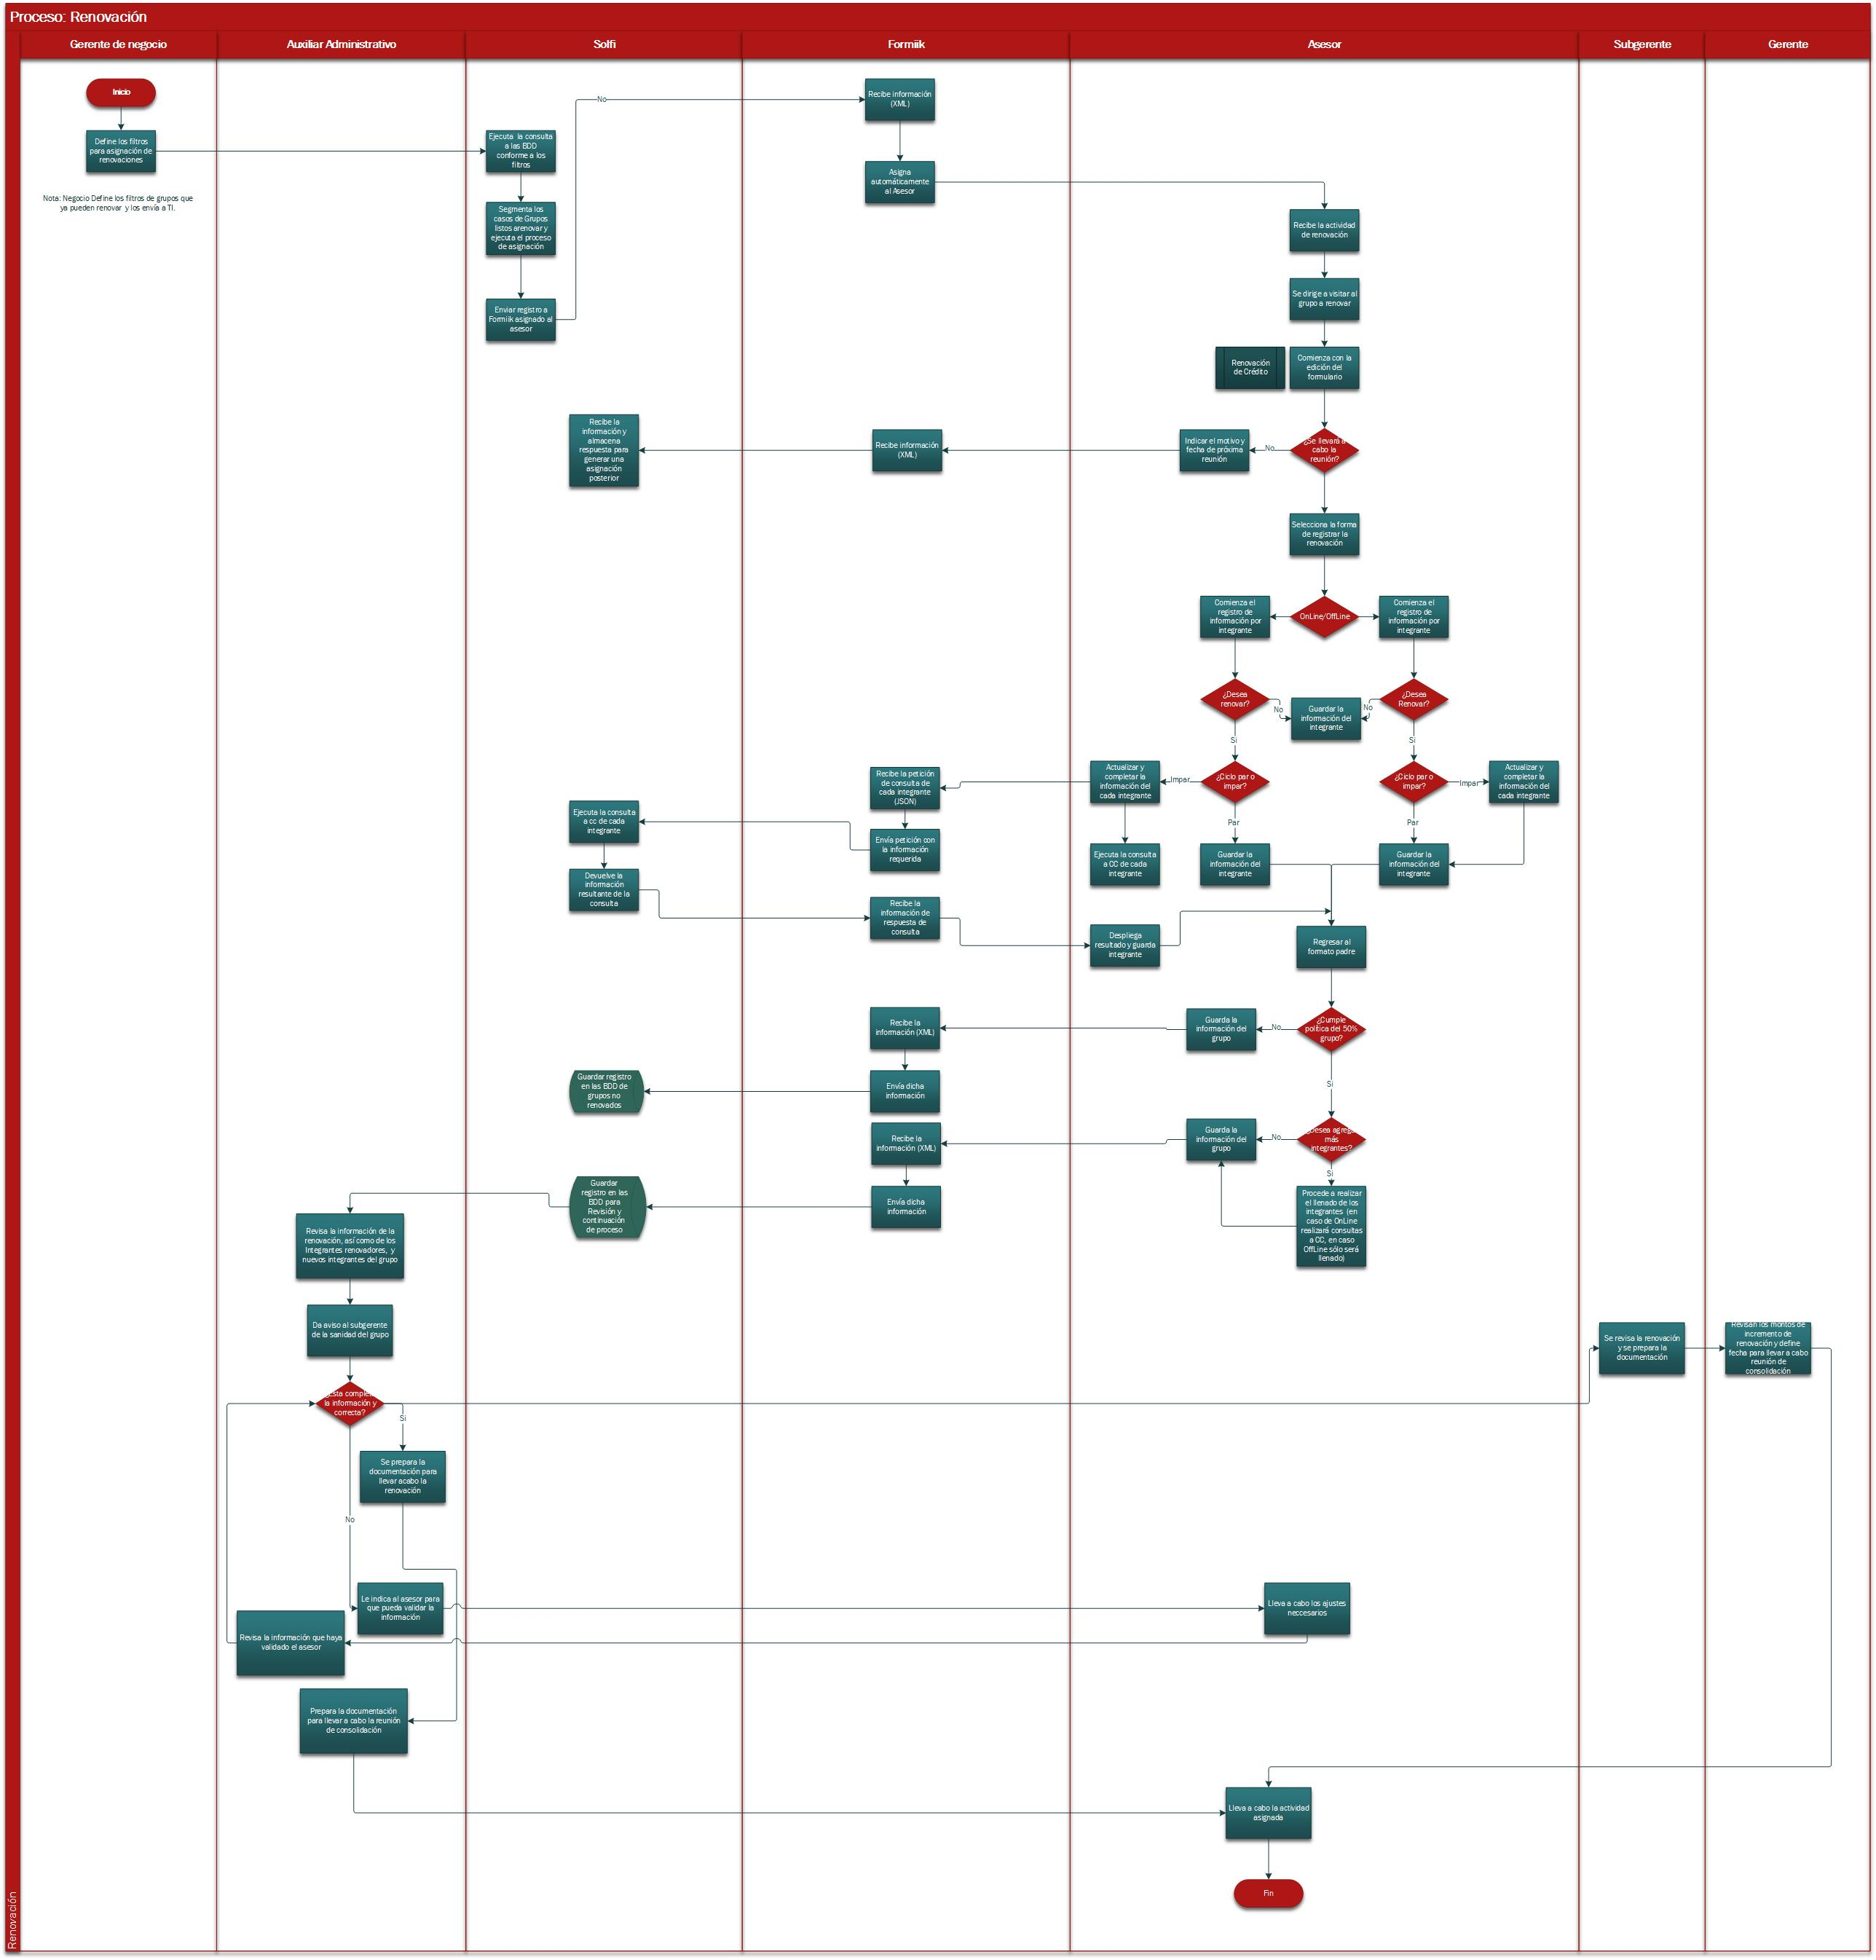 Proceso: Renovación
Gerente de negocio
Auxiliar Administrativo
Solfi
Formiik
Asesor
Subgerente
Gerente
Inicio
Define los filtros
para asignación de
renovaciones
Nota: Negocio Define los filtros de grupos que
ya pueden renovar y los envía a TI.
Ejecuta la consulta
a las BDD
conforme a los
filtros
Segmenta los
casos de Grupos
listos arenovar y
ejecuta el proceso
de asignación
Enviar registro a
Formiik asignado al
asesor
No
Recibe información
(XML)
Asigna
automáticamente
al Asesor
Recibe la actividad
de renovación
Se dirige a visitar al
grupo a renovar
Renovación
de Crédito
Comienza con la
edición del
formulario
¿Se llevará a
cabo la
reunión?
No
Indicar el motivo y
fecha de próxima
reunión
Recibe información
(XML)
Recibe la
información y
almacena
respuesta para
generar una
asignación
posterior
Selecciona la forma
de registrar la
renovación
OnLine/OffLine
Comienza el
registro de
información por
integrante
Comienza el
registro de
información por
integrante
¿Desea
renovar?
No
Guardar la
información del
integrante
No
¿Desea
Renovar?
Si
Si
¿Ciclo par o
impar?
Impar
Actualizar y
completar la
información del
cada integrante
¿Ciclo par o
impar?
Impar
Actualizar y
completar la
información del
cada integrante
Par
Par
Recibe la petición
de consulta de
cada integrante
(JSON)
Envía petición con
la información
requerida
Ejecuta la consulta
a cc de cada
integrante
Devuelve la
información
resultante de la
consulta
Ejecuta la consulta
a CC de cada
integrante
Guardar la
información del
integrante
Guardar la
información del
integrante
Recibe la
información de
respuesta de
consulta
Despliega
resultado y guarda
integrante
Regresar al
formato padre
¿Cumple
política del 50%
grupo?
No
Guarda la
información del
grupo
Recibe la
información (XML)
Envía dicha
información
Guardar registro
en las BDD de
grupos no
renovados
Si
agrega
más
integrantes?
No
Guarda la
información del
grupo
Recibe la
información (XML)
Envía dicha
información
Guardar
registro en las
BDD para
Revisión y
continuación
de proceso
Si
Procede a realizar
el llenado de los
integrantes (en
caso de OnLine
realizará consultas
a CC, en caso
OffLine sólo será
llenado)
Revisa la información de la
renovación, así como de los
Integrantes renovadores, y
nuevos integrantes del grupo
Da aviso al subgerente
de la sanidad del grupo
la información y
correcta?
Si
Se prepara la
documentación para
llevar acabo la
renovación
No
Le indica al asesor para
que pueda validar la
información
Revisa la información que haya
validado el asesor
Lleva a cabo los ajustes
neccesarios
Prepara la documentación
para llevar a cabo la reunión
de consolidación
Se revisa la renovación
y se prepara la
documentación
Revisan los montos de
incremento de
renovación y define
fecha para llevar a cabo
reunión de
consolidación
Lleva a cabo la actividad
asignada
Fin
Renovación